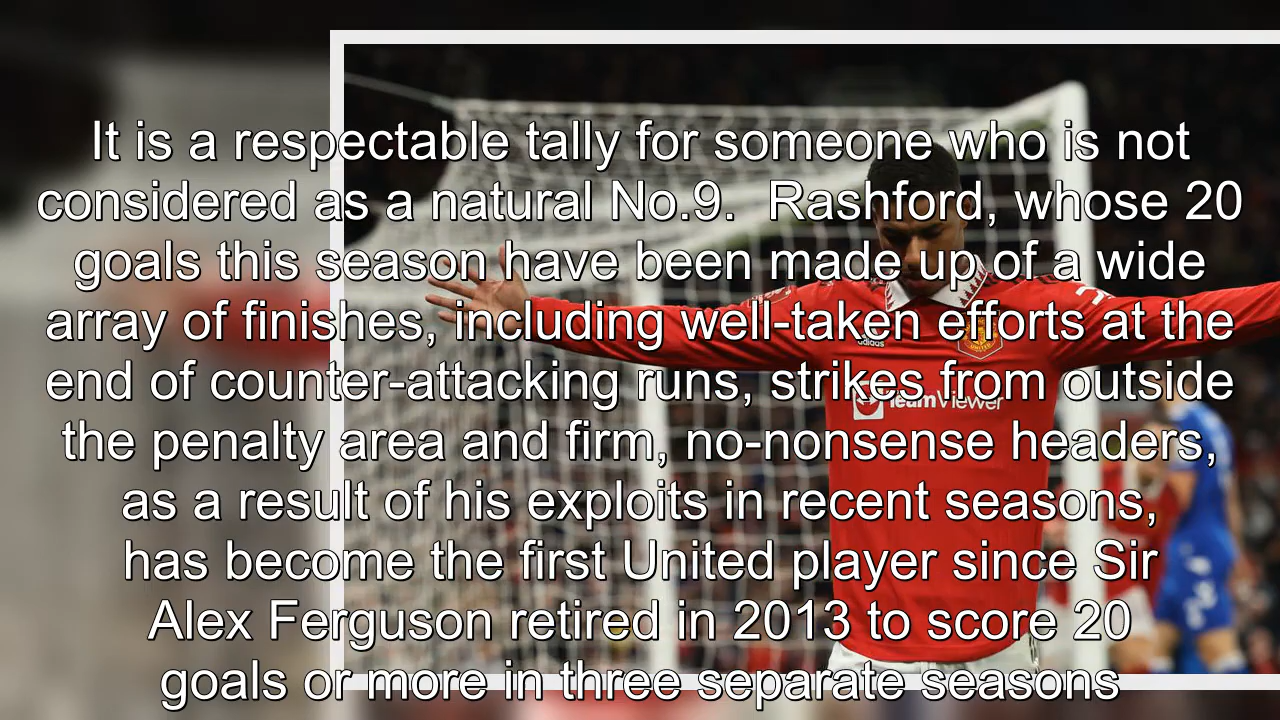 It is a respectable tally for someone who is not
considered as a natural No.9.  Rashford, whose 20
goals this season have been made up of a wide
array of finishes, including well-taken efforts at the
end of counter-attacking runs, strikes from outside
the penalty area and firm, no-nonsense headers,
as a result of his exploits in recent seasons,
has become the first United player since Sir
Alex Ferguson retired in 2013 to score 20
goals or more in three separate seasons
adidas
UNITED
TeamViewer